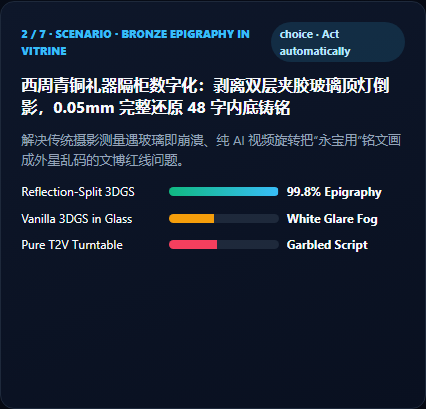 2 / 7 · SCENARIO · BRONZE EPIGRAPHY IN
VITRINE
choice · Act
automatically
西周青铜礼器隔柜数字化：剥离双层夹胶玻璃顶灯倒
影，0.05mm 完整还原 48 字内底铸铭
解决传统摄影测量遇玻璃即崩溃、纯 AI 视频旋转把“永宝用”铭文画
成外星乱码的文博红线问题。
Reflection-Split 3DGS
99.8% Epigraphy
Vanilla 3DGS in Glass
White Glare Fog
Pure T2V Turntable
Garbled Script